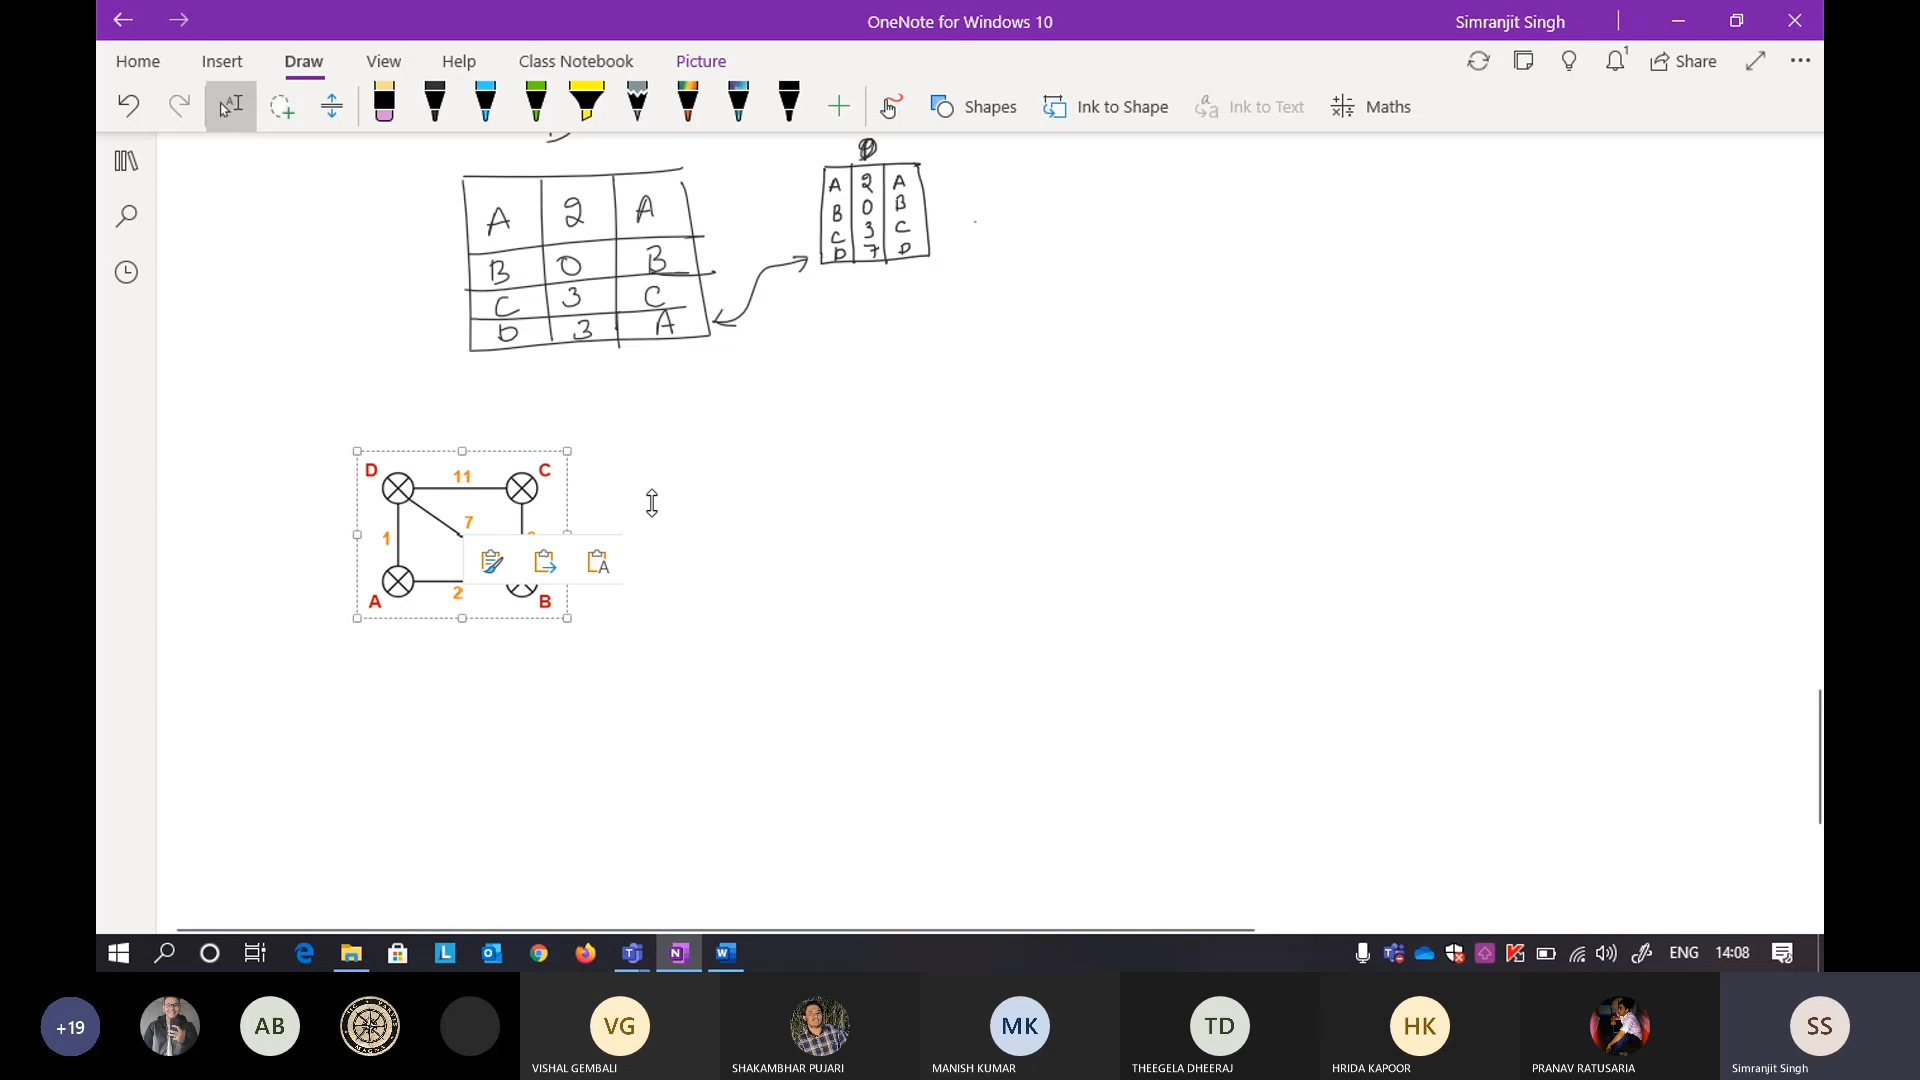 OneNote for Windows 10
Simranjit Singh
Home Insert Draw View Help Class Notebook Picture
Share
Shapes Ink to Shape Ink to Text Maths
A 2 A
B 0 B
C 3 C
D 3 A
A 2 A
B 0 B
C 3 C
D 7 D
D 11 C
7
1
A 2 B
ENG 14:08
+19 AB VG MK TD HK SS
VISHAL GEMBALI SHAKAMBHAR PUJARI MANISH KUMAR THEEGELA DHEERAJ HRIDA KAPOOR PRANAV RATUSARIA Simranjit Singh